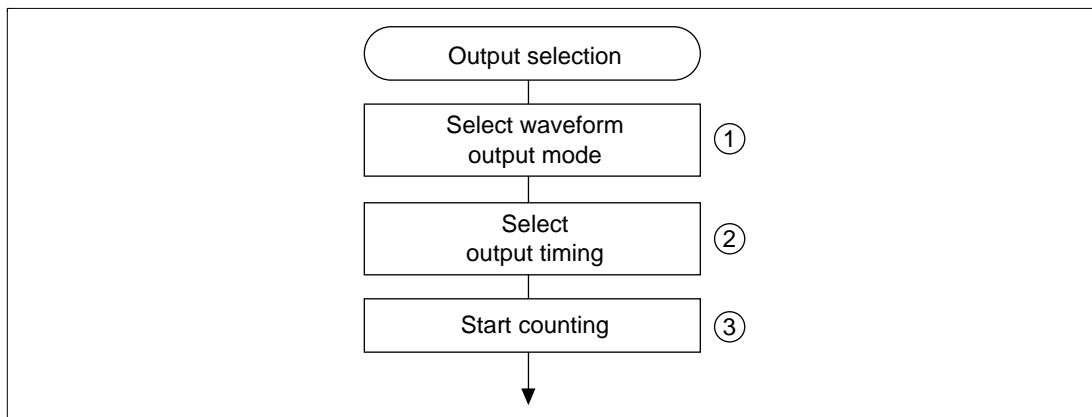 Output selection
Select waveform
output mode
①
Select
output timing
②
Start counting
③